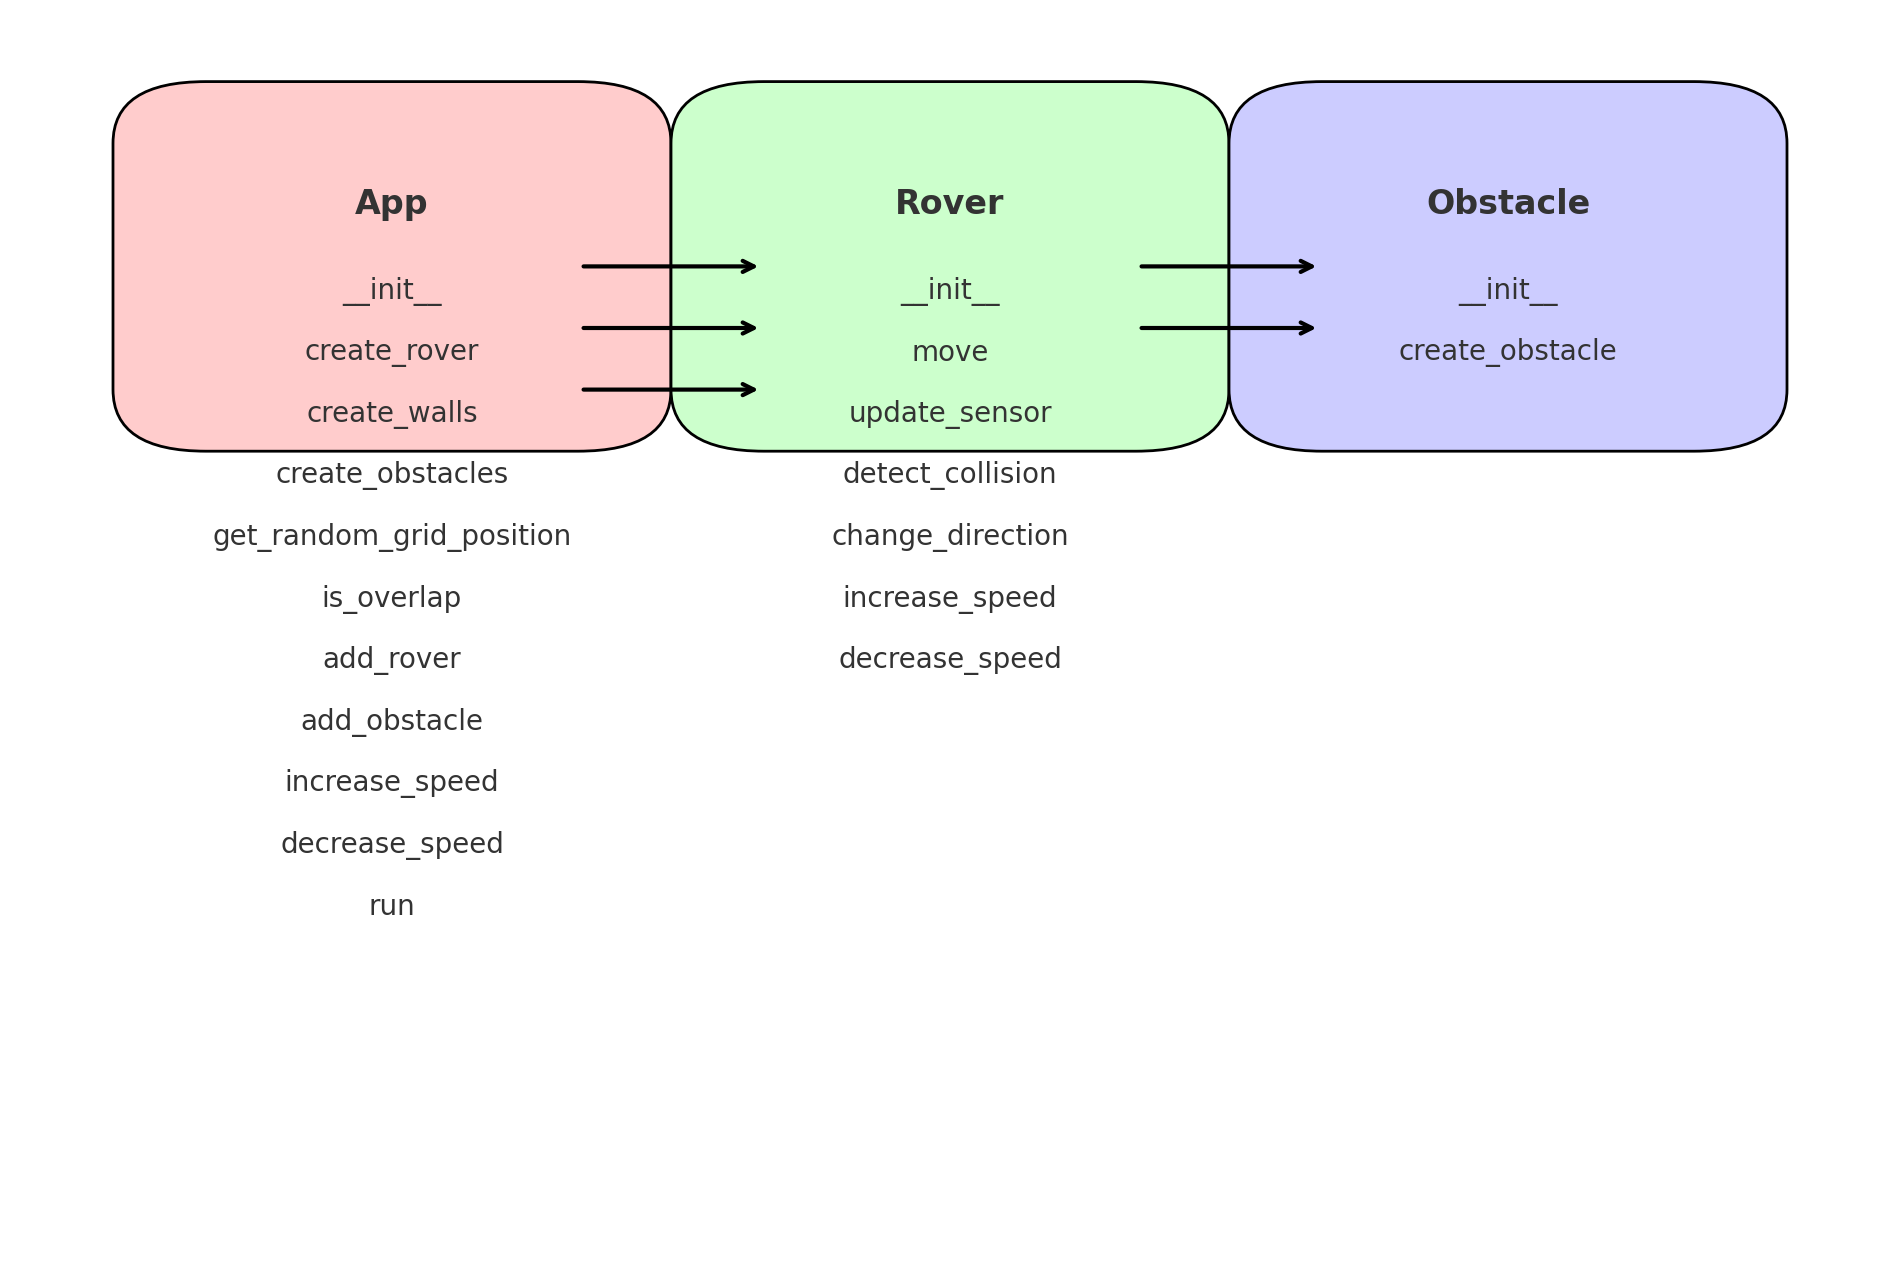 App
__init__
create_rover
create_walls
create_obstacles
get_random_grid_position
is_overlap
add_rover
add_obstacle
increase_speed
decrease_speed
run
Rover
__init__
move
update_sensor
detect_collision
change_direction
increase_speed
decrease_speed
Obstacle
__init__
create_obstacle